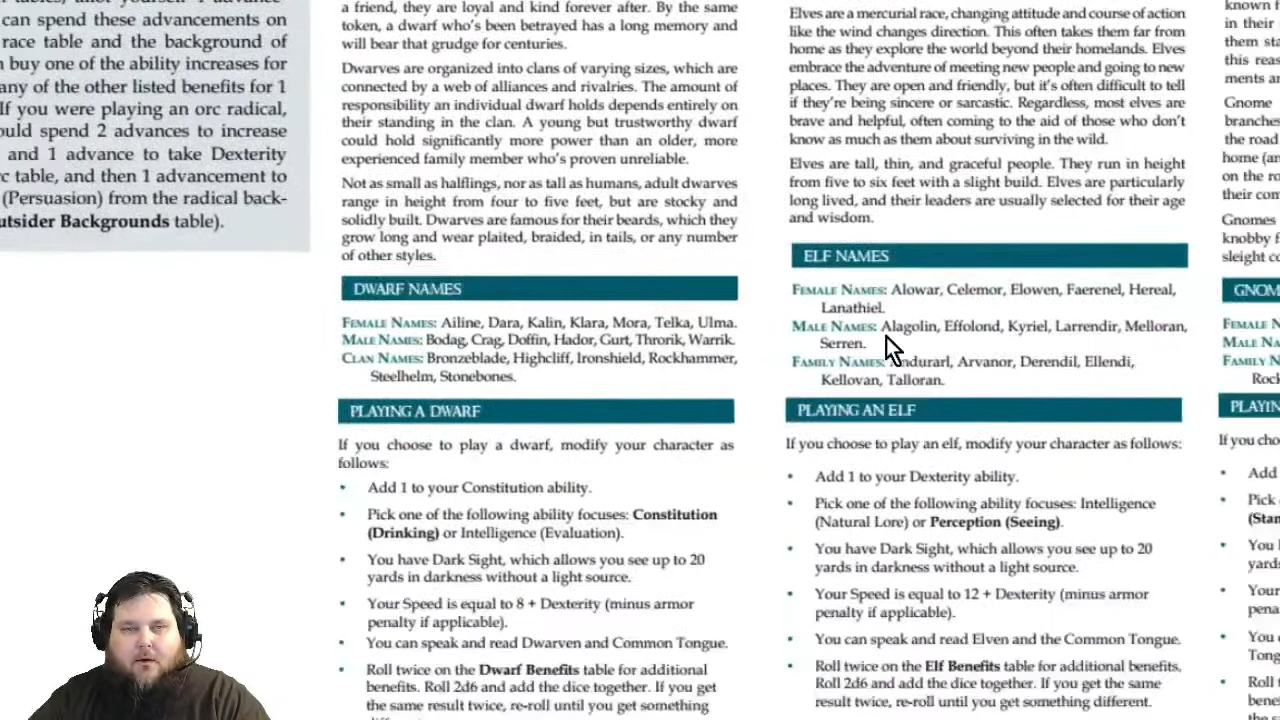 can spend these advancements on
race table and the background of
buy one of the ability increases for
any of the other listed benefits for 1
If you were playing an orc radical,
spend 2 advances to increase
and 1 advance to take Dexterity
table, and then 1 advancement to
(Persuasion) from the radical back-
Backgrounds table).
a friend, they are loyal and kind forever after. By the same
token, a dwarf who's been betrayed has a long memory and
will bear that grudge for centuries.
Dwarves are organized into clans of varying sizes, which are
connected by a web of alliances and rivalries. The amount of
responsibility an individual dwarf holds depends entirely on
their standing in the clan. A young but trustworthy dwarf
could hold significantly more power than an older, more
experienced family member who's proven unreliable.
Not as small as halflings, nor as tall as humans, adult dwarves
range in height from four to five feet, but are stocky and
solidly built. Dwarves are famous for their beards, which they
grow long and wear plaited, braided, in tails, or any number
of other styles.
DWARF NAMES
FEMALE NAMES: Ailine, Dara, Kalin, Klara, Mora, Telka, Ulma.
MALE NAMES: Bodag, Crag, Doffin, Hador, Gurt, Throrik, Warrik.
CLAN NAMES: Bronzeblade, Highcliff, Ironshield, Rockhammer,
Steelhelm, Stonebones.
PLAYING A DWARF
If you choose to play a dwarf, modify your character as
follows:
• Add 1 to your Constitution ability.
• Pick one of the following ability focuses: Constitution
(Drinking) or Intelligence (Evaluation).
• You have Dark Sight, which allows you see up to 20
yards in darkness without a light source.
• Your Speed is equal to 8 + Dexterity (minus armor
penalty if applicable).
• You can speak and read Dwarven and Common Tongue.
• Roll twice on the Dwarf Benefits table for additional
benefits. Roll 2d6 and add the dice together. If you get
the same result twice, re-roll until you get something
Elves are a mercurial race, changing attitude and course of action
like the wind changes direction. This often takes them far from
home as they explore the world beyond their homelands. Elves
embrace the adventure of meeting new people and going to new
places. They are open and friendly, but it's often difficult to tell
if they're being sincere or sarcastic. Regardless, most elves are
brave and helpful, often coming to the aid of those who don't
know as much as them about surviving in the wild.
Elves are tall, thin, and graceful people. They run in height
from five to six feet with a slight build. Elves are particularly
long lived, and their leaders are usually selected for their age
and wisdom.
ELF NAMES
FEMALE NAMES: Alowar, Celemor, Elowen, Faerenel, Hereal,
Lanathiel.
MALE NAMES: Alagolin, Effolond, Kyriel, Larrendir, Melloran,
Serren.
FAMILY NAMES: Arvanor, Derendil, Ellendi,
Kellovan, Talloran.
PLAYING AN ELF
If you choose to play an elf, modify your character as follows:
• Add 1 to your Dexterity ability.
• Pick one of the following ability focuses: Intelligence
(Natural Lore) or Perception (Seeing).
• You have Dark Sight, which allows you see up to 20
yards in darkness without a light source.
• Your Speed is equal to 12 + Dexterity (minus armor
penalty if applicable).
• You can speak and read Elven and the Common Tongue.
• Roll twice on the Elf Benefits table for additional benefits.
Roll 2d6 and add the dice together. If you get the same
result twice, re-roll until you get something different.
known
in their
them
this
ments
Gnome
branches
the road
home
on the
their
Gnomes
knobby
sleight
FEMALE
MALE
FAMILY
If you
• Add
• Pick
• You
yards
• Your
• You
• Roll